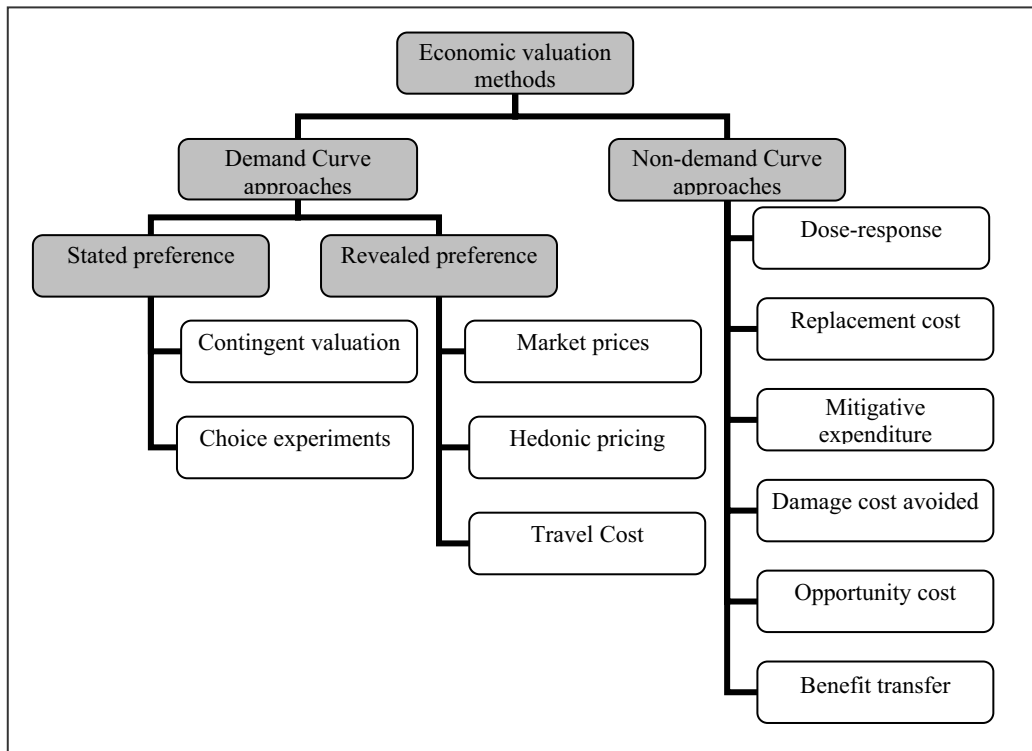 Economic valuation
methods
Demand Curve
approaches
Non-demand Curve
approaches
Stated preference
Revealed preference
Contingent valuation
Choice experiments
Market prices
Hedonic pricing
Travel Cost
Dose-response
Replacement cost
Mitigative
expenditure
Damage cost avoided
Opportunity cost
Benefit transfer